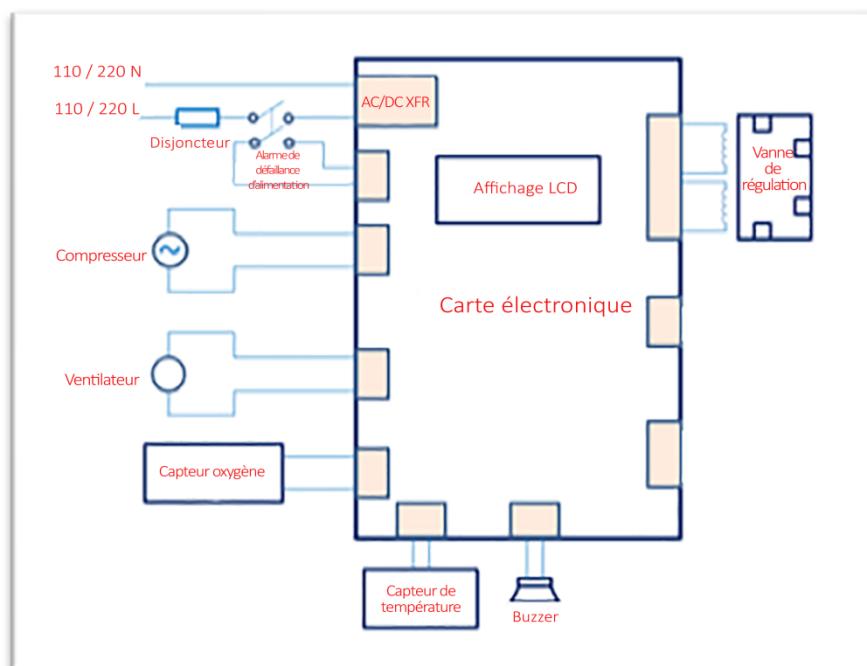 110 / 220 N
110 / 220 L
AC/DC XFR
Disjoncteur
Alarme de
défaillance
d'alimentation
Affichage LCD
Vanne
de
régulation
Compresseur
Carte électronique
Ventilateur
Capteur oxygène
Capteur de
température
Buzzer